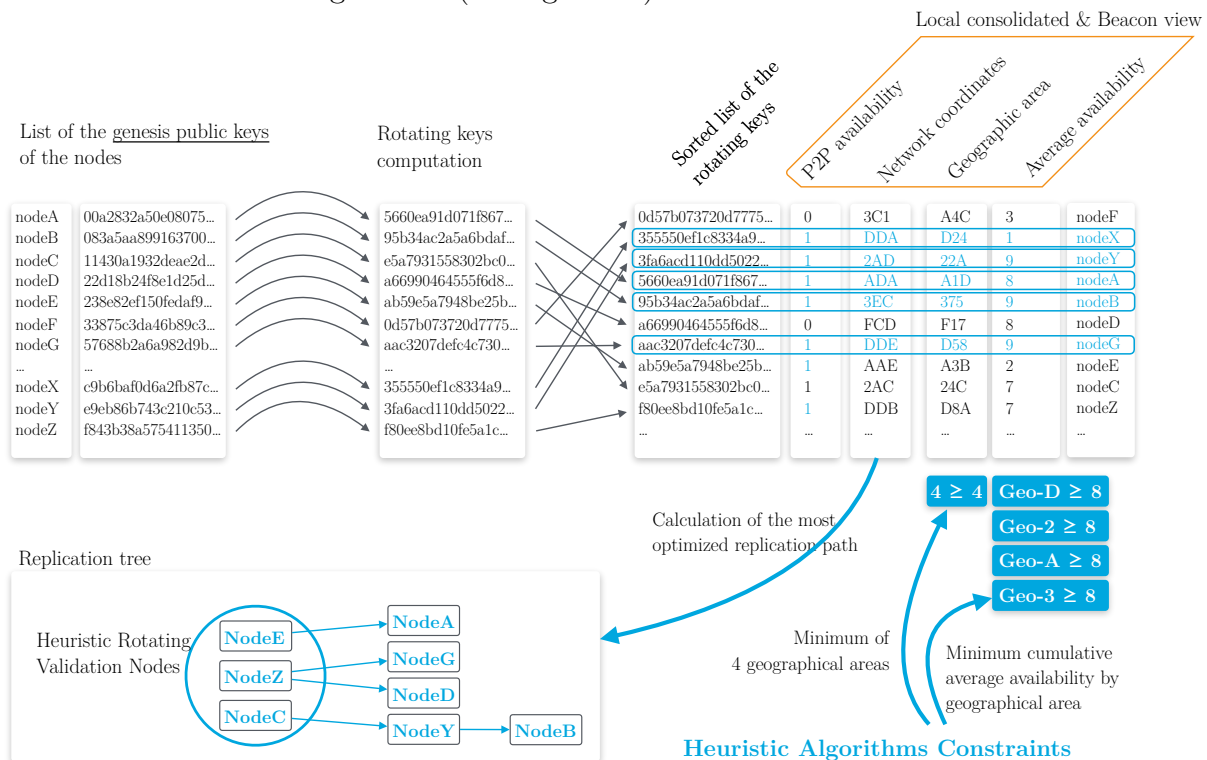 Local consolidated & Beacon view
P2P availability
Network coordinates
Geographic area
Average availability
Sorted list of the
rotating keys
List of the genesis public keys
of the nodes
Rotating keys
computation
nodeA 00a2832a50e08075... 5660ea91d071f867... 0d57b073720d7775... 0 3C1 A4C 3 nodeF
nodeB 083a5aa899163700... 95b34ac2a5a6bdaf... 355550ef1c8334a9... 1 DDA D24 1 nodeX
nodeC 11430a1932deae2d... e5a7931558302bc0... 3fa6acd110dd5022... 1 2AD 22A 9 nodeY
nodeD 22d18b24f8e1d25d... a66990464555f6d8... 5660ea91d071f867... 1 ADA A1D 8 nodeA
nodeE 238e82ef150fedaf9... ab59e5a7948be25b... 95b34ac2a5a6bdaf... 1 3EC 375 9 nodeB
nodeF 33875c3da46b89c3... 0d57b073720d7775... a66990464555f6d8... 0 FCD F17 8 nodeD
nodeG 57688b2a6a982d9b... aac3207defc4c730... aac3207defc4c730... 1 DDE D58 9 nodeG
... ... ... ab59e5a7948be25b... 1 AAE A3B 2 nodeE
nodeX c9b6baf0d6a2fb87c... 355550ef1c8334a9... e5a7931558302bc0... 1 2AC 24C 7 nodeC
nodeY e9eb86b743c210c53... 3fa6acd110dd5022... f80ee8bd10fe5a1c... 1 DDB D8A 7 nodeZ
nodeZ f843b38a575411350... f80ee8bd10fe5a1c... ... ... ... ... ... ...
4 ≥ 4 Geo-D ≥ 8
Geo-2 ≥ 8
Geo-A ≥ 8
Geo-3 ≥ 8
Calculation of the most
optimized replication path
Replication tree
Heuristic Rotating
Validation Nodes
NodeE
NodeZ
NodeC
NodeA
NodeG
NodeD
NodeY
NodeB
Minimum of
4 geographical areas
Minimum cumulative
average availability by
geographical area
Heuristic Algorithms Constraints